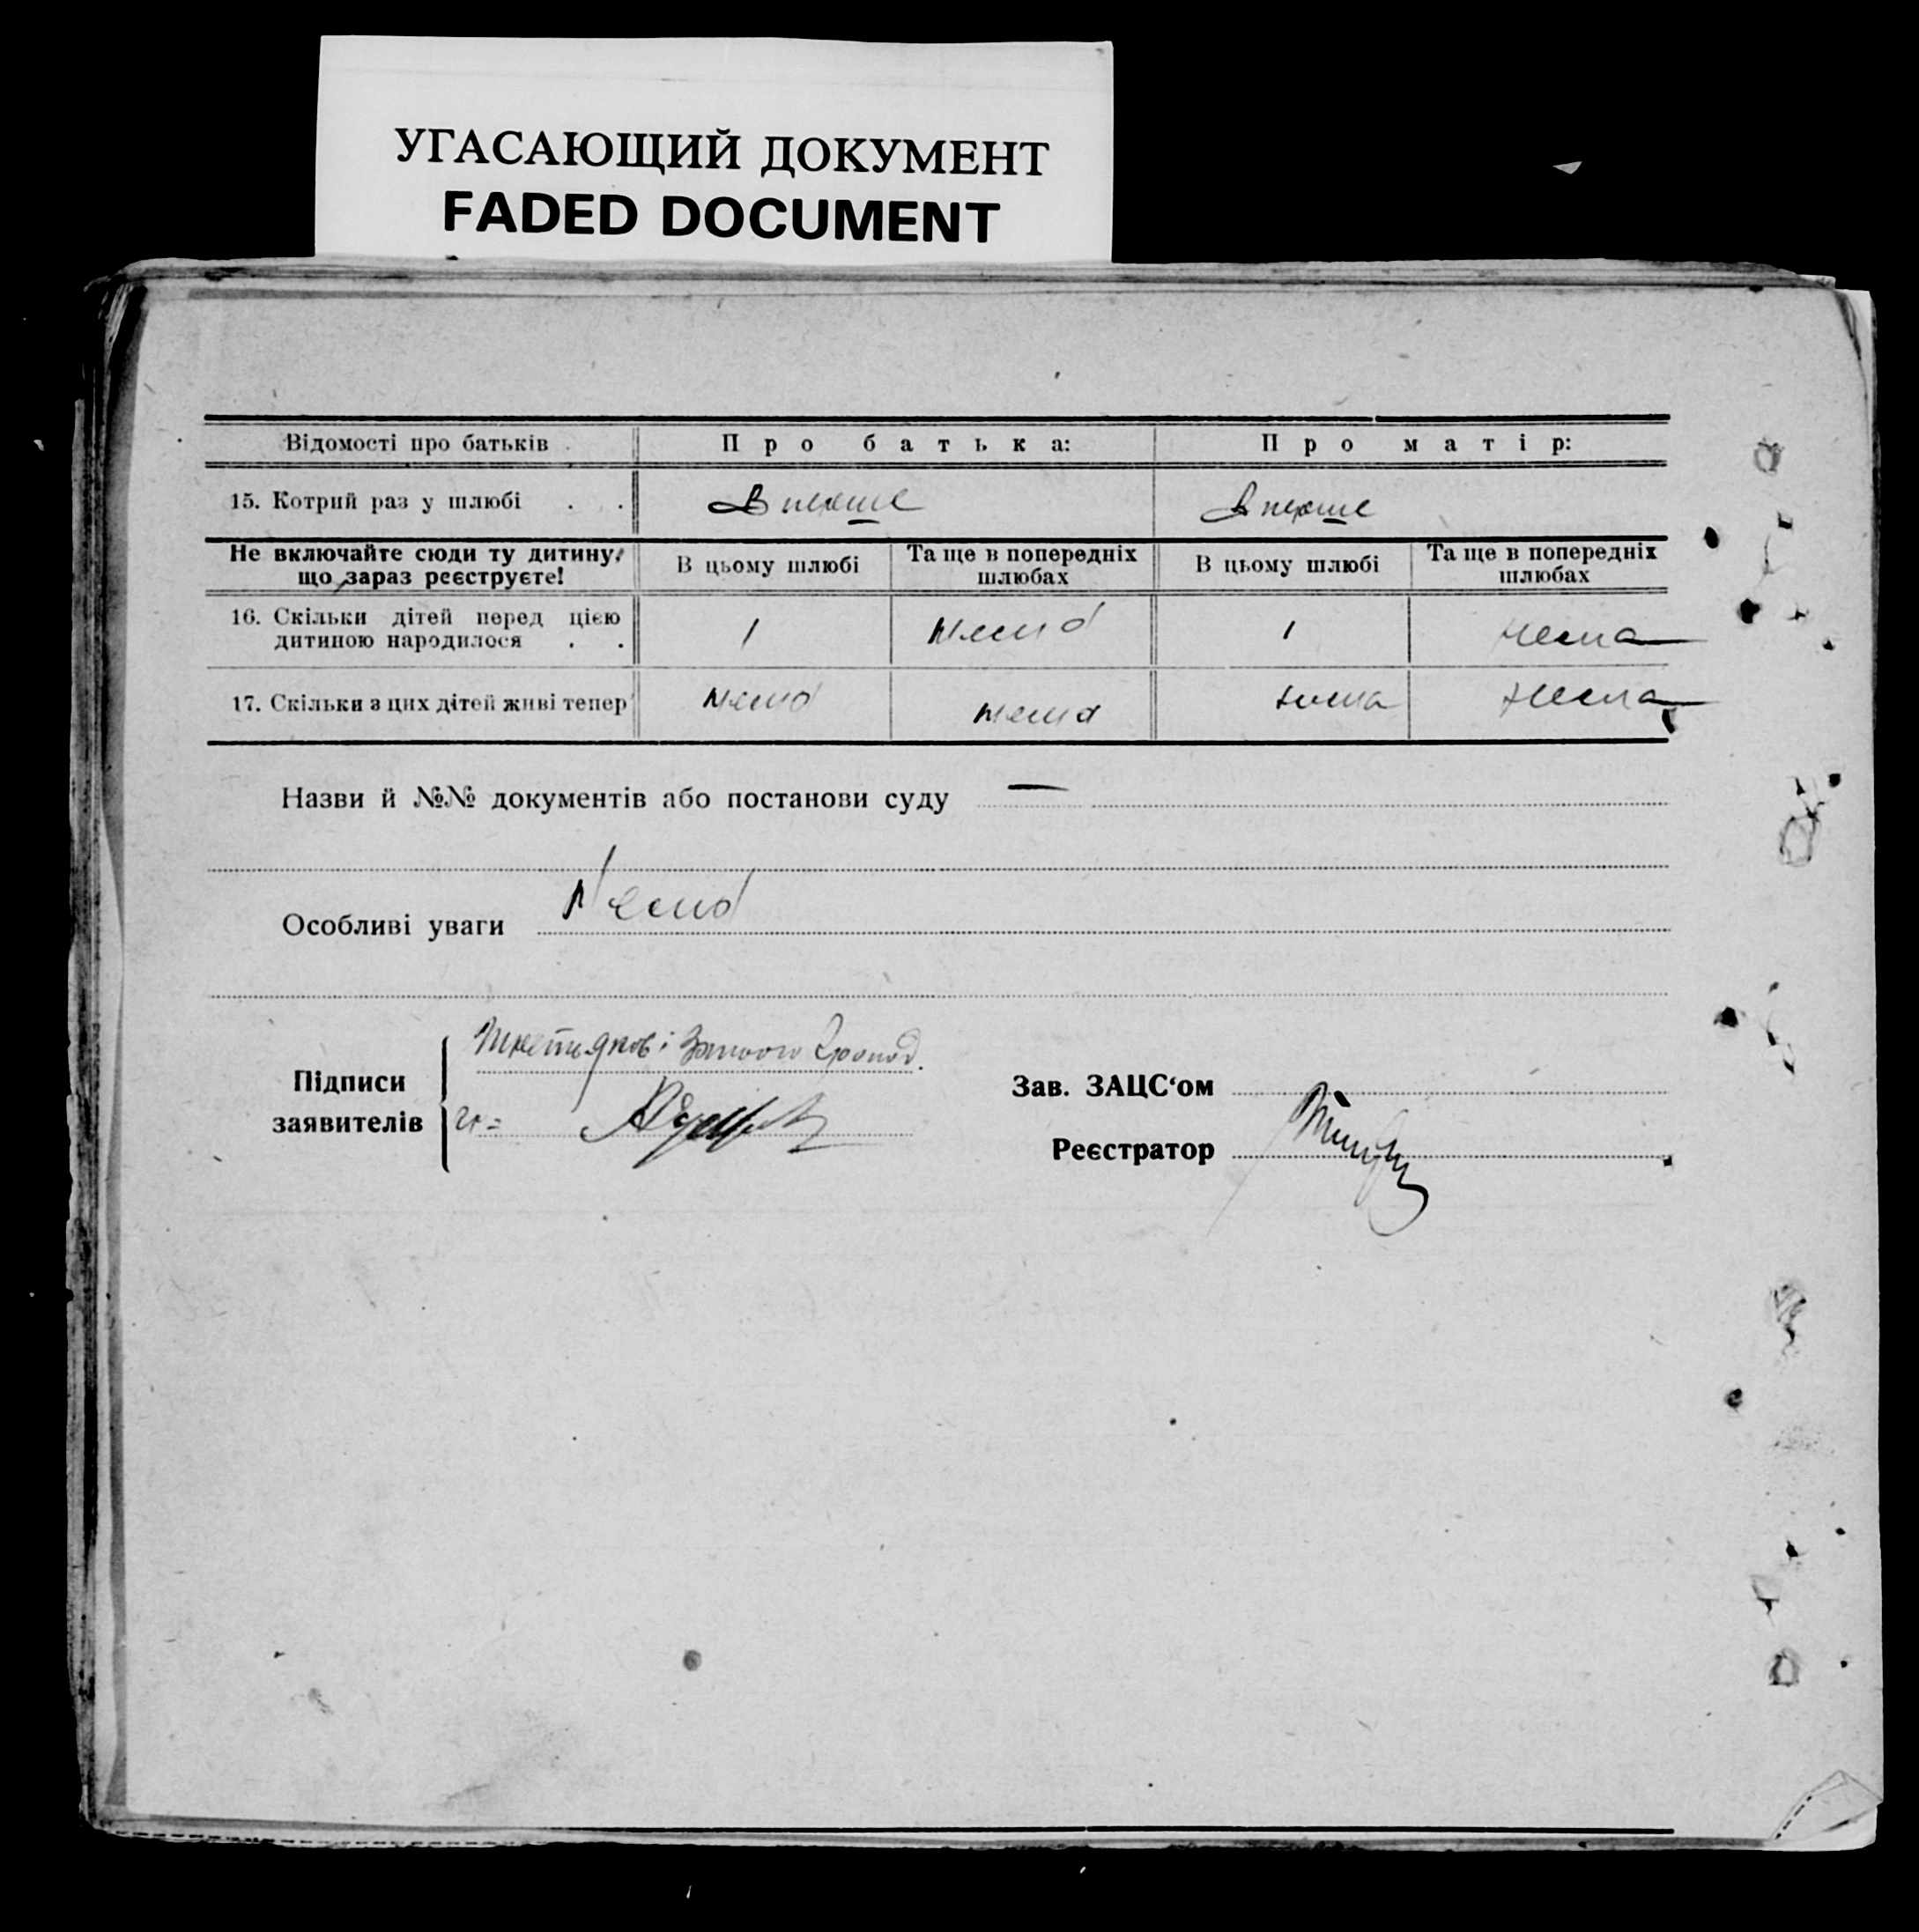 УГАСАЮЩИЙ ДОКУМЕНТ
FADED DOCUMENT
Відомості про батьків Про батька: Про матір:
15. Котрий раз у шлюбі . . Вперше Вперше
Не включайте сюди ту дитину, що зараз реєструєте! В цьому шлюбі Та ще в попередніх шлюбах В цьому шлюбі Та ще в попередніх шлюбах
16. Скільки дітей перед цією дитиною народилося . . 1 нема 1 нема
17. Скільки з цих дітей живі тепер нема нема нема нема
Назви й №№ документів або постанови суду —
Особливі уваги Нема
Підписи заявителів
Зав. ЗАЦС‘ом
Реєстратор